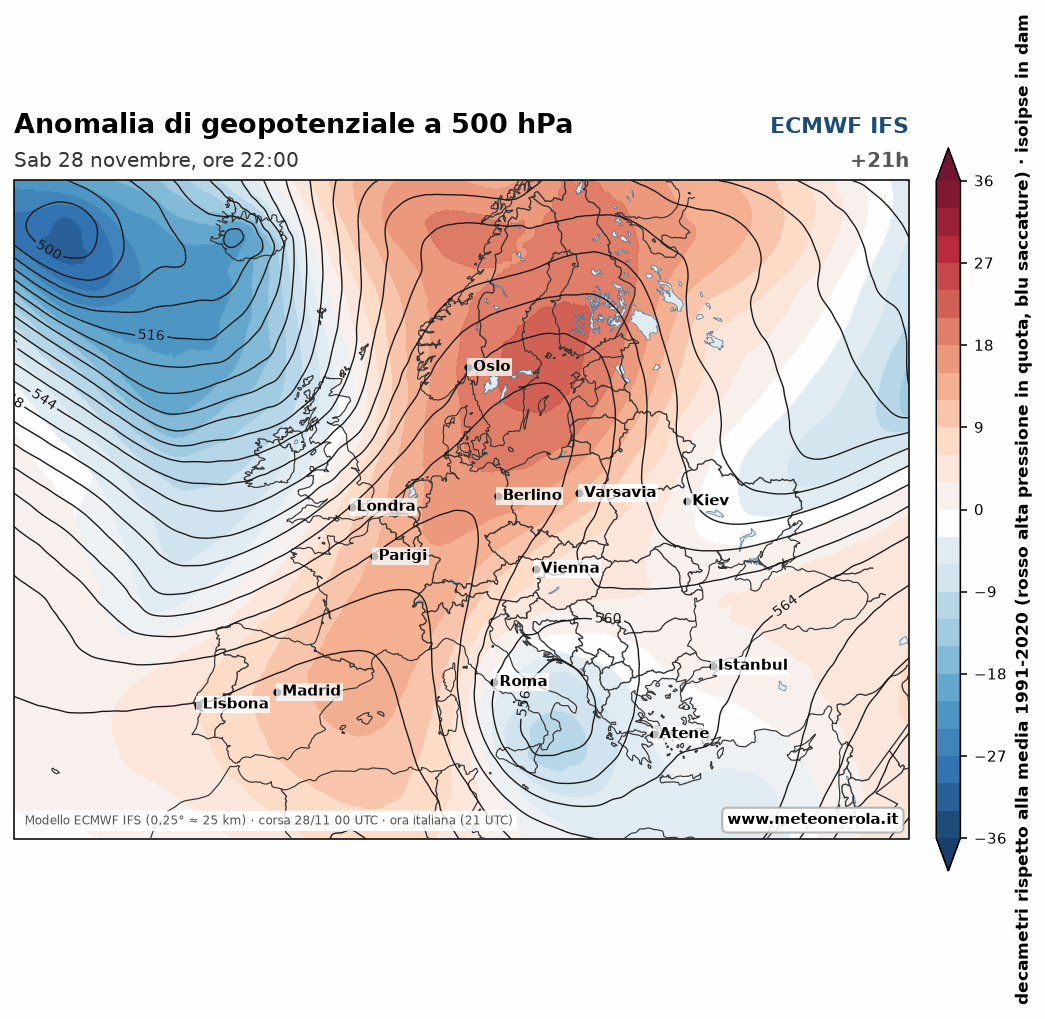 Anomalia di geopotenziale a 500 hPa
ECMWF IFS
Sab 28 novembre, ore 22:00
+21h
500
516
544
8
Oslo
Berlino
Varsavia
Kiev
Londra
Parigi
Vienna
564
560
Istanbul
Roma
Madrid
Lisbona
556
Atene
Modello ECMWF IFS (0,25° ≈ 25 km) · corsa 28/11 00 UTC · ora italiana (21 UTC)
www.meteonerola.it
36
27
18
9
0
−9
−18
−27
−36
decametri rispetto alla media 1991-2020 (rosso alta pressione in quota, blu saccature) · isoipse in dam